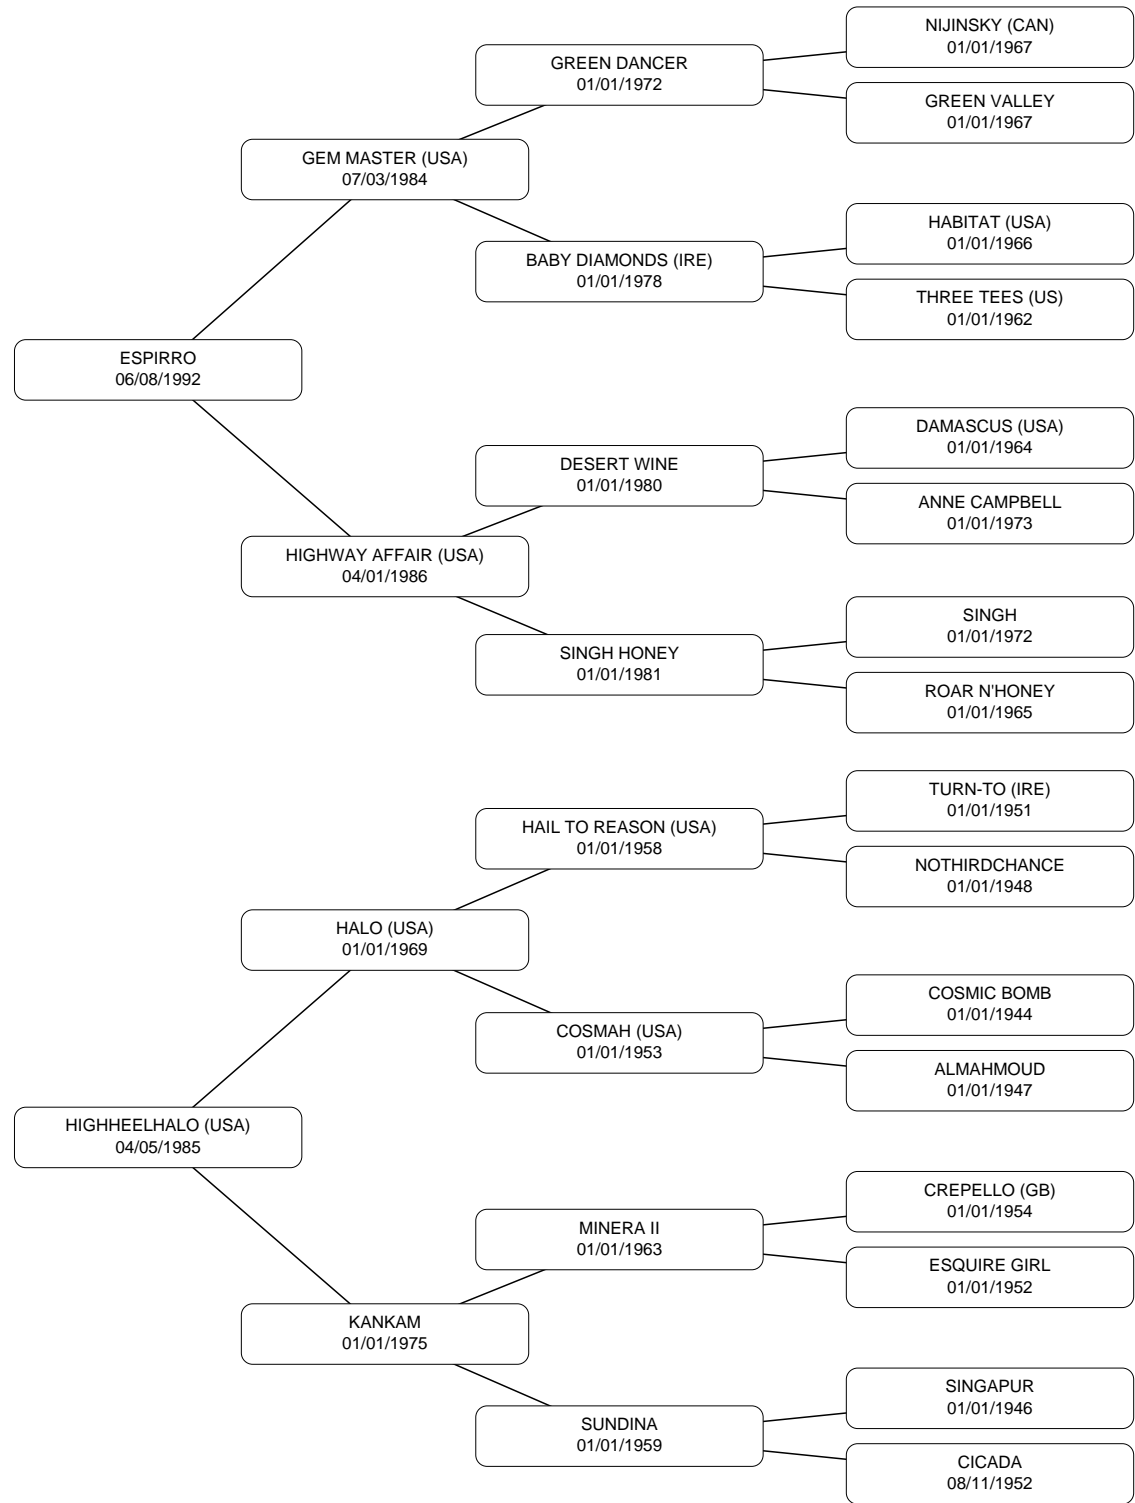 NIJINSKY (CAN)
01/01/1967
GREEN DANCER
01/01/1972
GREEN VALLEY
01/01/1967
GEM MASTER (USA)
07/03/1984
HABITAT (USA)
01/01/1966
BABY DIAMONDS (IRE)
01/01/1978
THREE TEES (US)
01/01/1962
ESPIRRO
06/08/1992
DAMASCUS (USA)
01/01/1964
DESERT WINE
01/01/1980
ANNE CAMPBELL
01/01/1973
HIGHWAY AFFAIR (USA)
04/01/1986
SINGH
01/01/1972
SINGH HONEY
01/01/1981
ROAR N'HONEY
01/01/1965
TURN-TO (IRE)
01/01/1951
HAIL TO REASON (USA)
01/01/1958
NOTHIRDCHANCE
01/01/1948
HALO (USA)
01/01/1969
COSMIC BOMB
01/01/1944
COSMAH (USA)
01/01/1953
ALMAHMOUD
01/01/1947
HIGHHEELHALO (USA)
04/05/1985
CREPELLO (GB)
01/01/1954
MINERA II
01/01/1963
ESQUIRE GIRL
01/01/1952
KANKAM
01/01/1975
SINGAPUR
01/01/1946
SUNDINA
01/01/1959
CICADA
08/11/1952